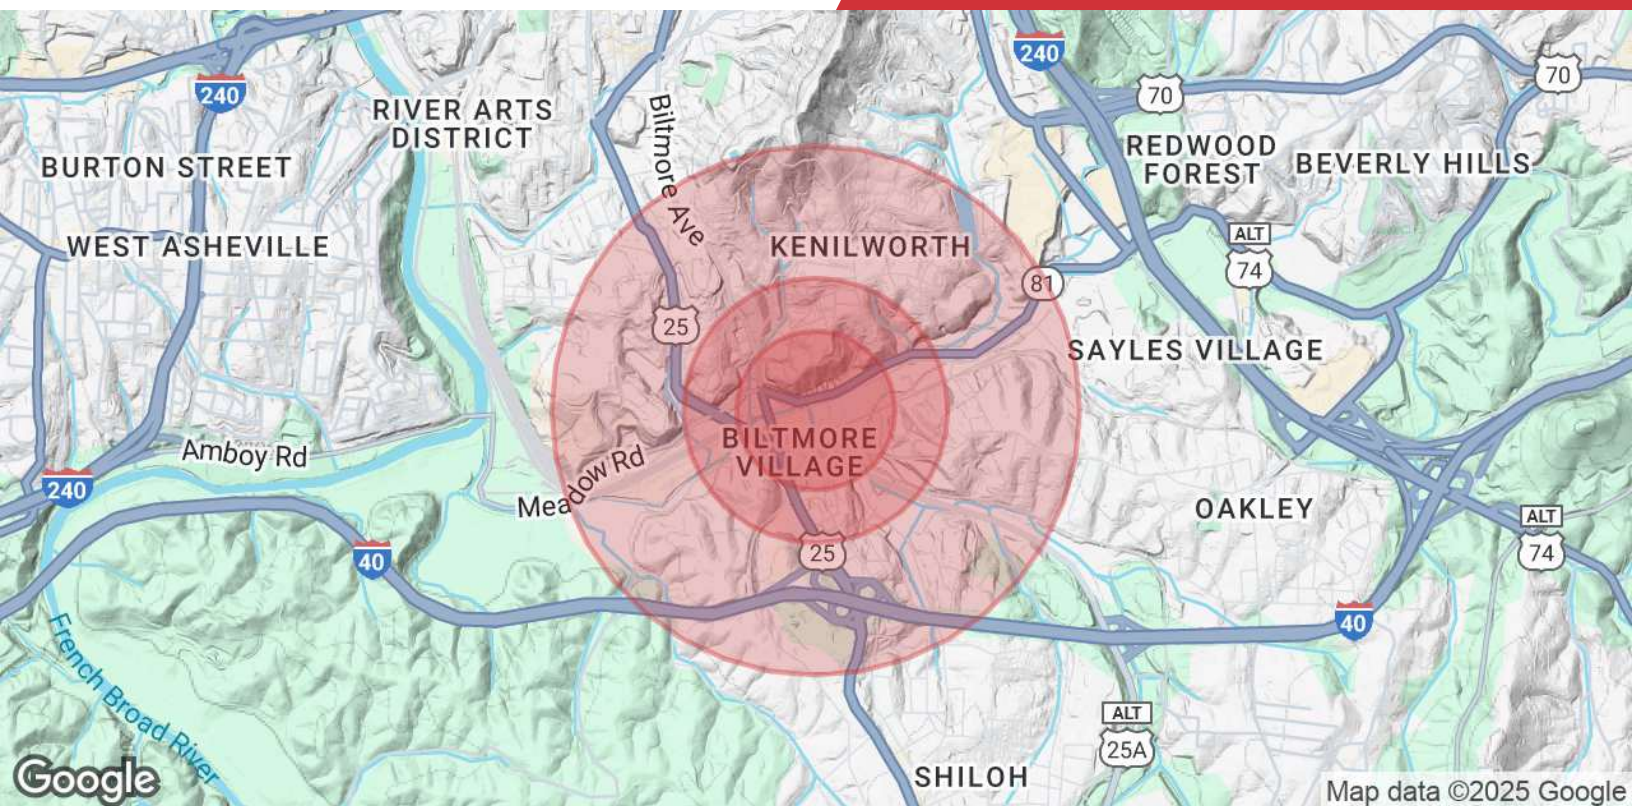 240
70
70
240
RIVER ARTS
DISTRICT
Biltmore Ave
REDWOOD
FOREST
BEVERLY HILLS
BURTON STREET
WEST ASHEVILLE
KENILWORTH
ALT
74
81
25
SAYLES VILLAGE
BILTMORE
VILLAGE
Amboy Rd
Meadow Rd
240
OAKLEY
ALT
74
25
40
40
French Broad River
ALT
25A
SHILOH
Google
Map data ©2025 Google